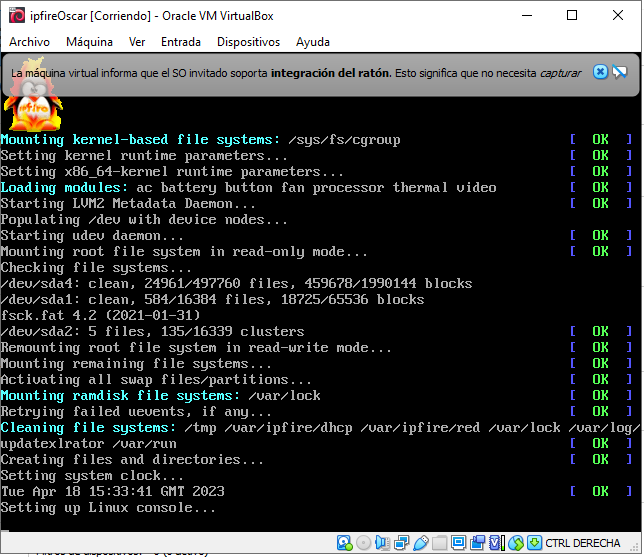 ipfireOscar [Corriendo] - Oracle VM VirtualBox
Archivo Máquina Ver Entrada Dispositivos Ayuda
La máquina virtual informa que el SO invitado soporta integración del ratón. Esto significa que no necesita capturar
ipfire
Mounting kernel-based file systems: /sys/fs/cgroup [ OK ]
Setting kernel runtime parameters... [ OK ]
Setting x86_64-kernel runtime parameters... [ OK ]
Loading modules: ac battery button fan processor thermal video [ OK ]
Starting LVM2 Metadata Daemon... [ OK ]
Populating /dev with device nodes...
Starting udev daemon... [ OK ]
Mounting root file system in read-only mode... [ OK ]
Checking file systems...
/dev/sda4: clean, 24961/497760 files, 459678/1990144 blocks
/dev/sda1: clean, 584/16384 files, 18725/65536 blocks
fsck.fat 4.2 (2021-01-31)
/dev/sda2: 5 files, 135/16339 clusters [ OK ]
Remounting root file system in read-write mode... [ OK ]
Mounting remaining file systems... [ OK ]
Activating all swap files/partitions... [ OK ]
Mounting ramdisk file systems: /var/lock [ OK ]
Retrying failed uevents, if any... [ OK ]
Cleaning file systems: /tmp /var/ipfire/dhcp /var/ipfire/red /var/lock /var/log/
updatexlrator /var/run [ OK ]
Creating files and directories... [ OK ]
Setting system clock...
Tue Apr 18 15:33:41 GMT 2023 [ OK ]
Setting up Linux console...
CTRL DERECHA